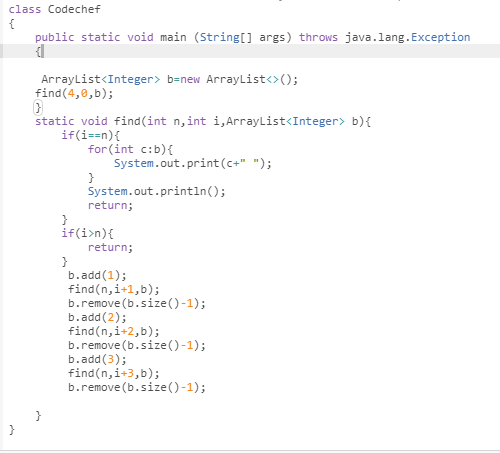 class Codechef
{
    public static void main (String[] args) throws java.lang.Exception
    {

     ArrayList<Integer> b=new ArrayList<>();
    find(4,0,b);
    }
    static void find(int n,int i,ArrayList<Integer> b){
        if(i==n){
            for(int c:b){
                System.out.print(c+" ");
            }
            System.out.println();
            return;
        }
        if(i>n){
            return;
        }
         b.add(1);
         find(n,i+1,b);
         b.remove(b.size()-1);
         b.add(2);
         find(n,i+2,b);
         b.remove(b.size()-1);
         b.add(3);
         find(n,i+3,b);
         b.remove(b.size()-1);

    }
}